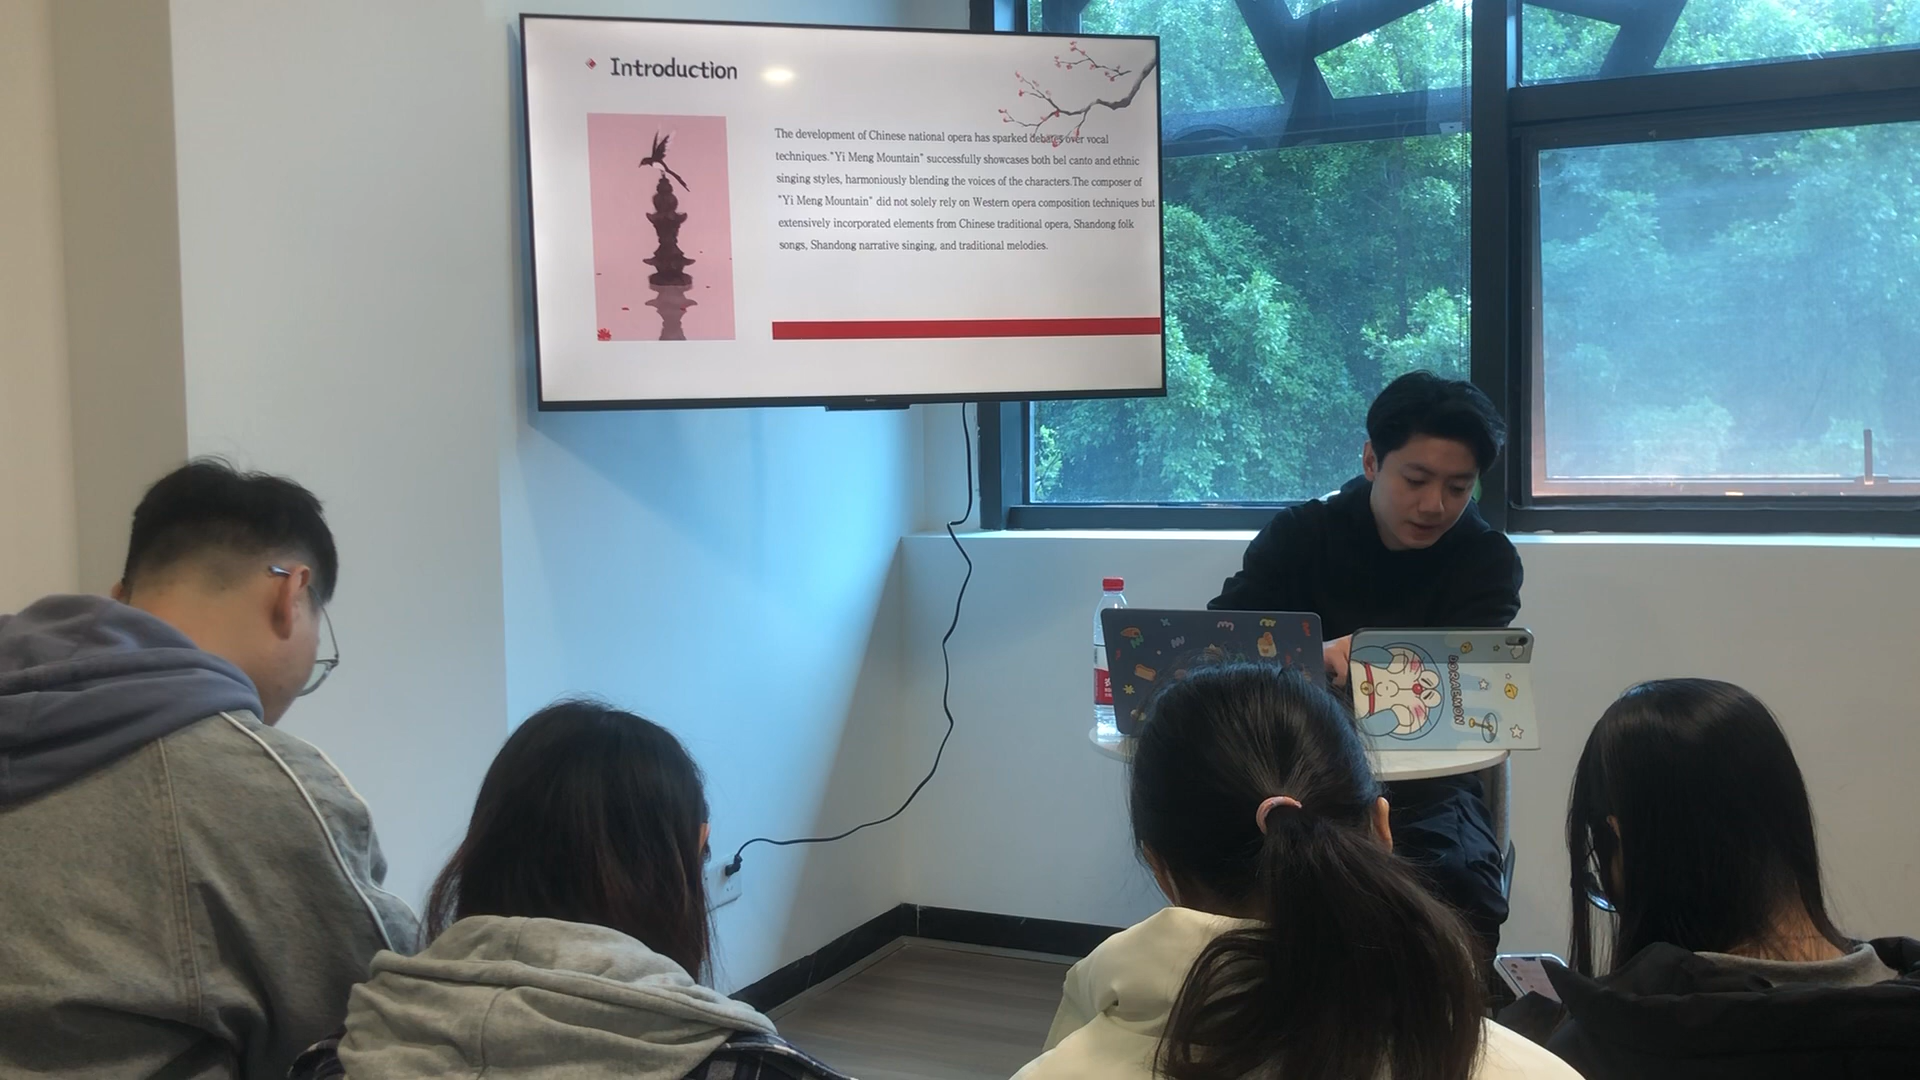 Introduction
The development of Chinese national opera has sparked debates over vocal
techniques."Yi Meng Mountain" successfully showcases both bel canto and ethnic
singing styles, harmoniously blending the voices of the characters.The composer of
"Yi Meng Mountain" did not solely rely on Western opera composition techniques but
extensively incorporated elements from Chinese traditional opera, Shandong folk
songs, Shandong narrative singing, and traditional melodies.
DORAEMON